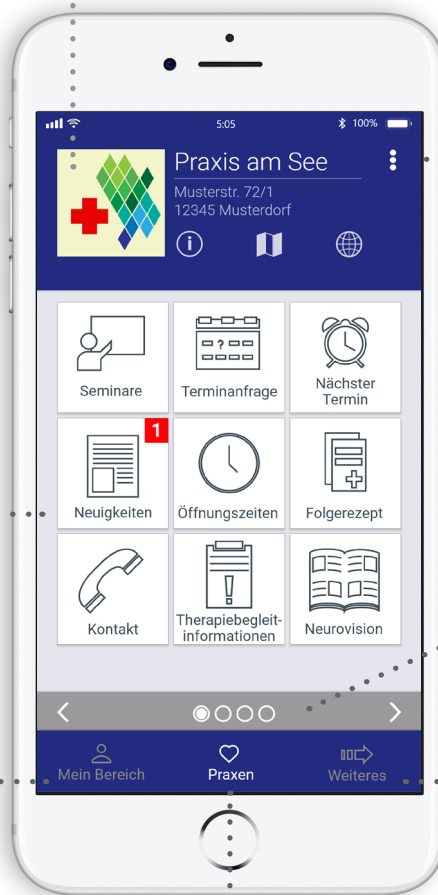 5:05
100%
Praxis am See
Musterstr. 72/1
12345 Musterdorf
i
?
Seminare
Terminanfrage
Nächster
Termin
1
Neuigkeiten
Öffnungszeiten
Folgerezept
!
Kontakt
Therapiebegleit-
informationen
Neurovision
Mein Bereich
Praxen
Weiteres